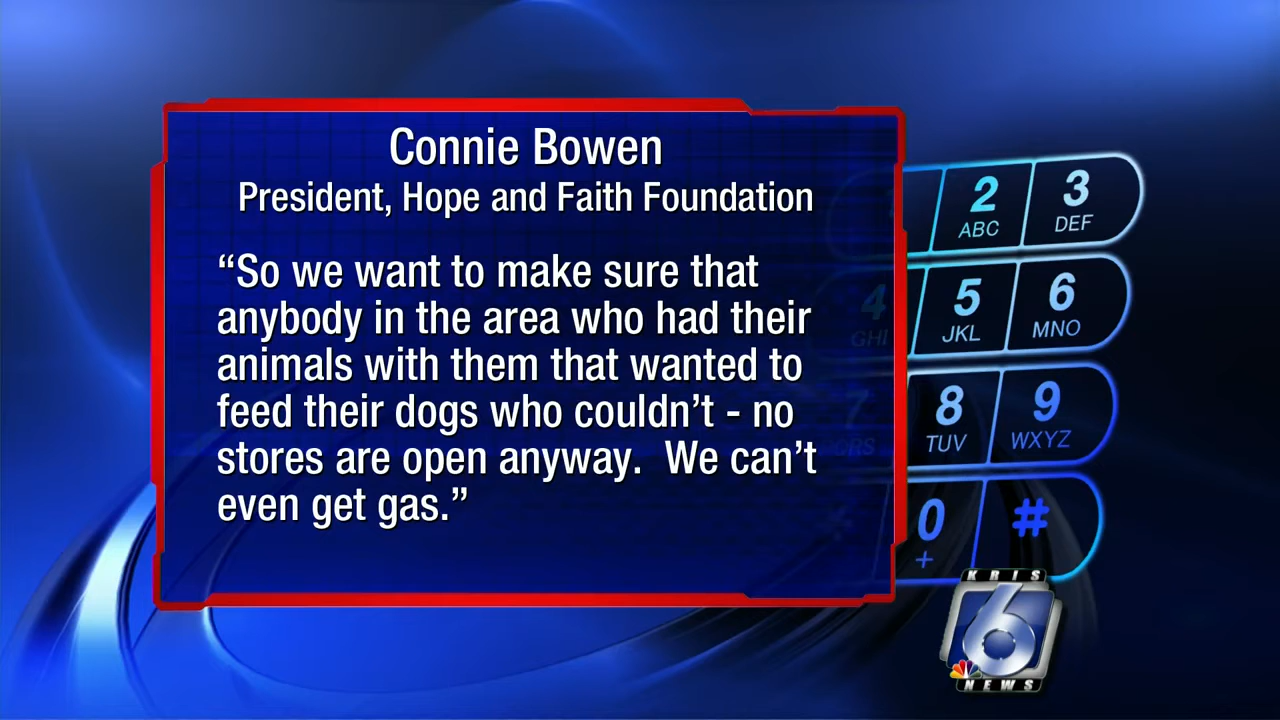 Connie Bowen
President, Hope and Faith Foundation
“So we want to make sure that
anybody in the area who had their
animals with them that wanted to
feed their dogs who couldn’t - no
stores are open anyway.  We can’t
even get gas.”
2 3
ABC DEF
4 5 6
GHI JKL MNO
7 8 9
TUV WXYZ
0 #
+
KRIS
6
NEWS